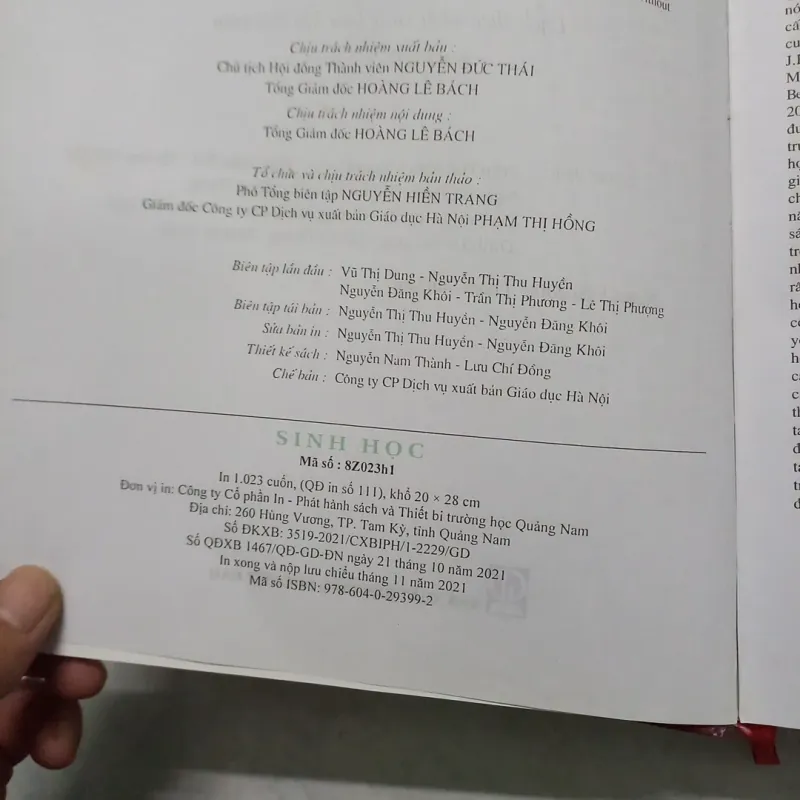 Chịu trách nhiệm xuất bản :
Chủ tịch Hội đồng Thành viên NGUYỄN ĐỨC THÁI
Tổng Giám đốc HOÀNG LÊ BÁCH
Chịu trách nhiệm nội dung :
Tổng Giám đốc HOÀNG LÊ BÁCH
Tổ chức và chịu trách nhiệm bản thảo :
Phó Tổng biên tập NGUYỄN HIỀN TRANG
Giám đốc Công ty CP Dịch vụ xuất bản Giáo dục Hà Nội PHẠM THỊ HỒNG
Biên tập lần đầu : Vũ Thị Dung - Nguyễn Thị Thu Huyền
Nguyễn Đăng Khôi - Trần Thị Phương - Lê Thị Phượng
Biên tập tái bản : Nguyễn Thị Thu Huyền - Nguyễn Đăng Khôi
Sửa bản in : Nguyễn Thị Thu Huyền - Nguyễn Đăng Khôi
Thiết kế sách : Nguyễn Nam Thành - Lưu Chí Đồng
Chế bản : Công ty CP Dịch vụ xuất bản Giáo dục Hà Nội
SINH HỌC
Mã số : 8Z023h1
In 1.023 cuốn, (QĐ in số 111), khổ 20 × 28 cm
Đơn vị in: Công ty Cổ phần In - Phát hành sách và Thiết bị trường học Quảng Nam
Địa chỉ: 260 Hùng Vương, TP. Tam Kỳ, tỉnh Quảng Nam
Số ĐKXB: 3519-2021/CXBIPH/1-2229/GD
Số QĐXB 1467/QĐ-GD-ĐN ngày 21 tháng 10 năm 2021
In xong và nộp lưu chiểu tháng 11 năm 2021
Mã số ISBN: 978-604-0-29399-2